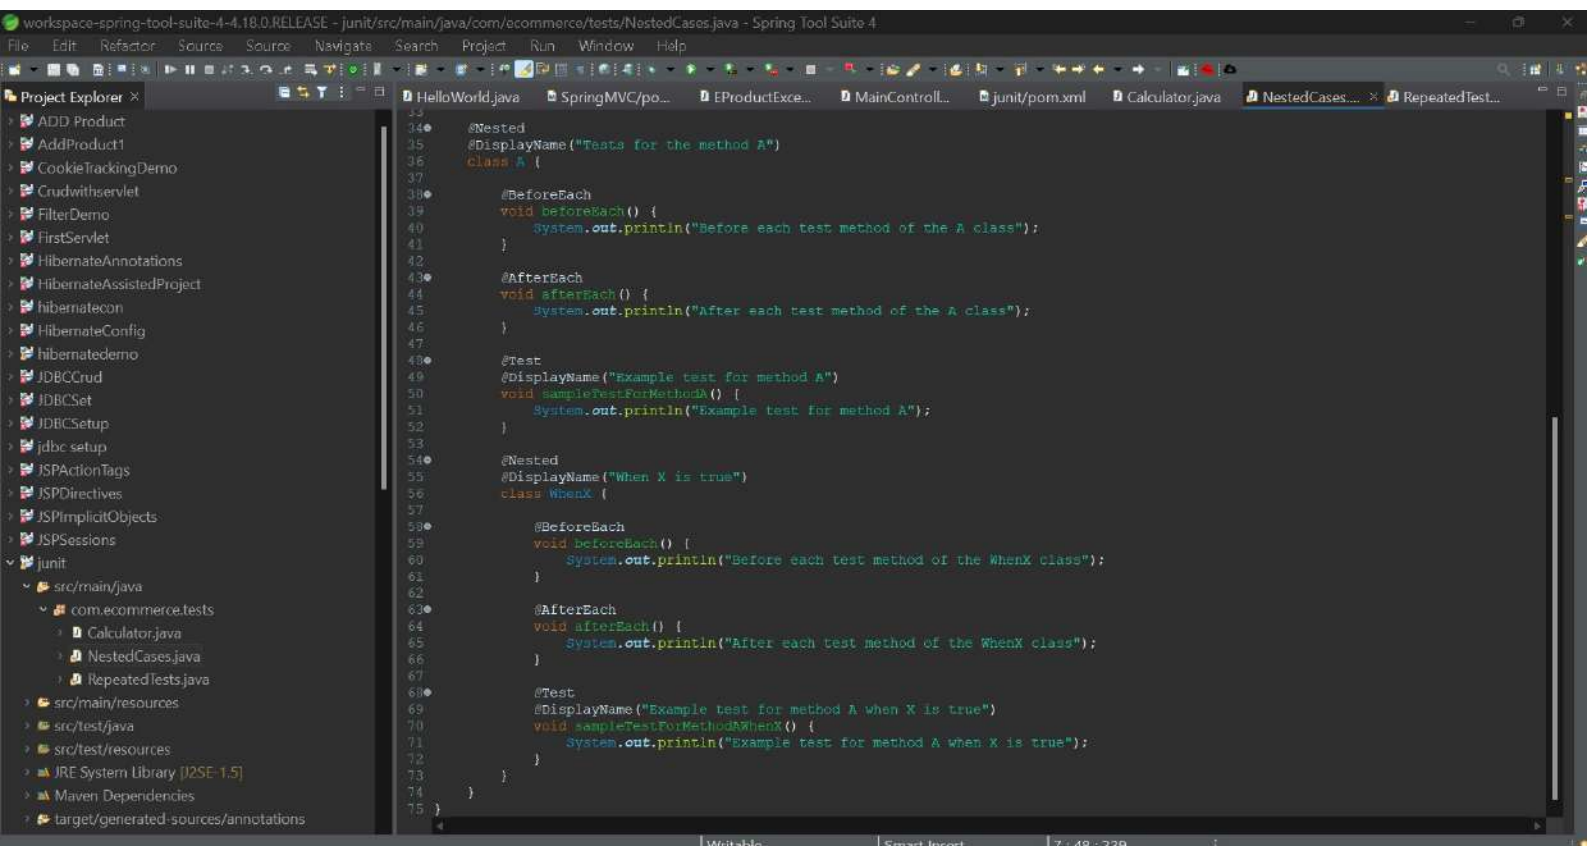 workspace-spring-tool-suite-4-4.18.0.RELEASE - junit/src/main/java/com/ecommerce/tests/NestedCases.java - Spring Tool Suite 4
File Edit Refactor Source Source Navigate Search Project Run Window Help
Project Explorer ×
HelloWorld.java SpringMVC/po... EProductExce... MainControll... junit/pom.xml Calculator.java NestedCases.... × RepeatedTest...
ADD Product
AddProduct1
CookieTrackingDemo
Crudwithservlet
FilterDemo
FirstServlet
HibernateAnnotations
HibernateAssistedProject
hibernatecon
HibernateConfig
hibernatedemo
JDBCCrud
JDBCSet
JDBCSetup
jdbc setup
JSPActionTags
JSPDirectives
JSPImplicitObjects
JSPSessions
junit
src/main/java
com.ecommerce.tests
Calculator.java
NestedCases.java
RepeatedTests.java
src/main/resources
src/test/java
src/test/resources
JRE System Library [J2SE-1.5]
Maven Dependencies
target/generated-sources/annotations
33
34 @Nested
35 @DisplayName("Tests for the method A")
36 class A {
37
38 @BeforeEach
39 void beforeEach() {
40 System.out.println("Before each test method of the A class");
41 }
42
43 @AfterEach
44 void afterEach() {
45 System.out.println("After each test method of the A class");
46 }
47
48 @Test
49 @DisplayName("Example test for method A")
50 void sampleTestForMethodA() {
51 System.out.println("Example test for method A");
52 }
53
54 @Nested
55 @DisplayName("When X is true")
56 class WhenX {
57
58 @BeforeEach
59 void beforeEach() {
60 System.out.println("Before each test method of the WhenX class");
61 }
62
63 @AfterEach
64 void afterEach() {
65 System.out.println("After each test method of the WhenX class");
66 }
67
68 @Test
69 @DisplayName("Example test for method A when X is true")
70 void sampleTestForMethodAWhenX() {
71 System.out.println("Example test for method A when X is true");
72 }
73 }
74 }
75 }
Writable Smart Insert 7 : 48 : 239